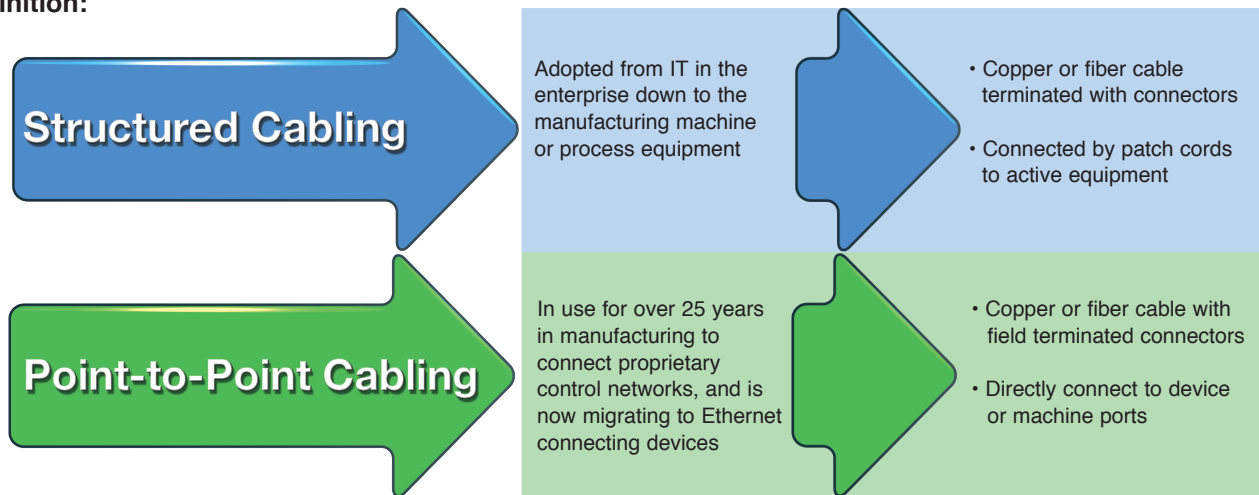 inition:
Structured Cabling
Adopted from IT in the
enterprise down to the
manufacturing machine
or process equipment
• Copper or fiber cable
terminated with connectors
• Connected by patch cords
to active equipment
Point-to-Point Cabling
In use for over 25 years
in manufacturing to
connect proprietary
control networks, and is
now migrating to Ethernet
connecting devices
• Copper or fiber cable with
field terminated connectors
• Directly connect to device
or machine ports